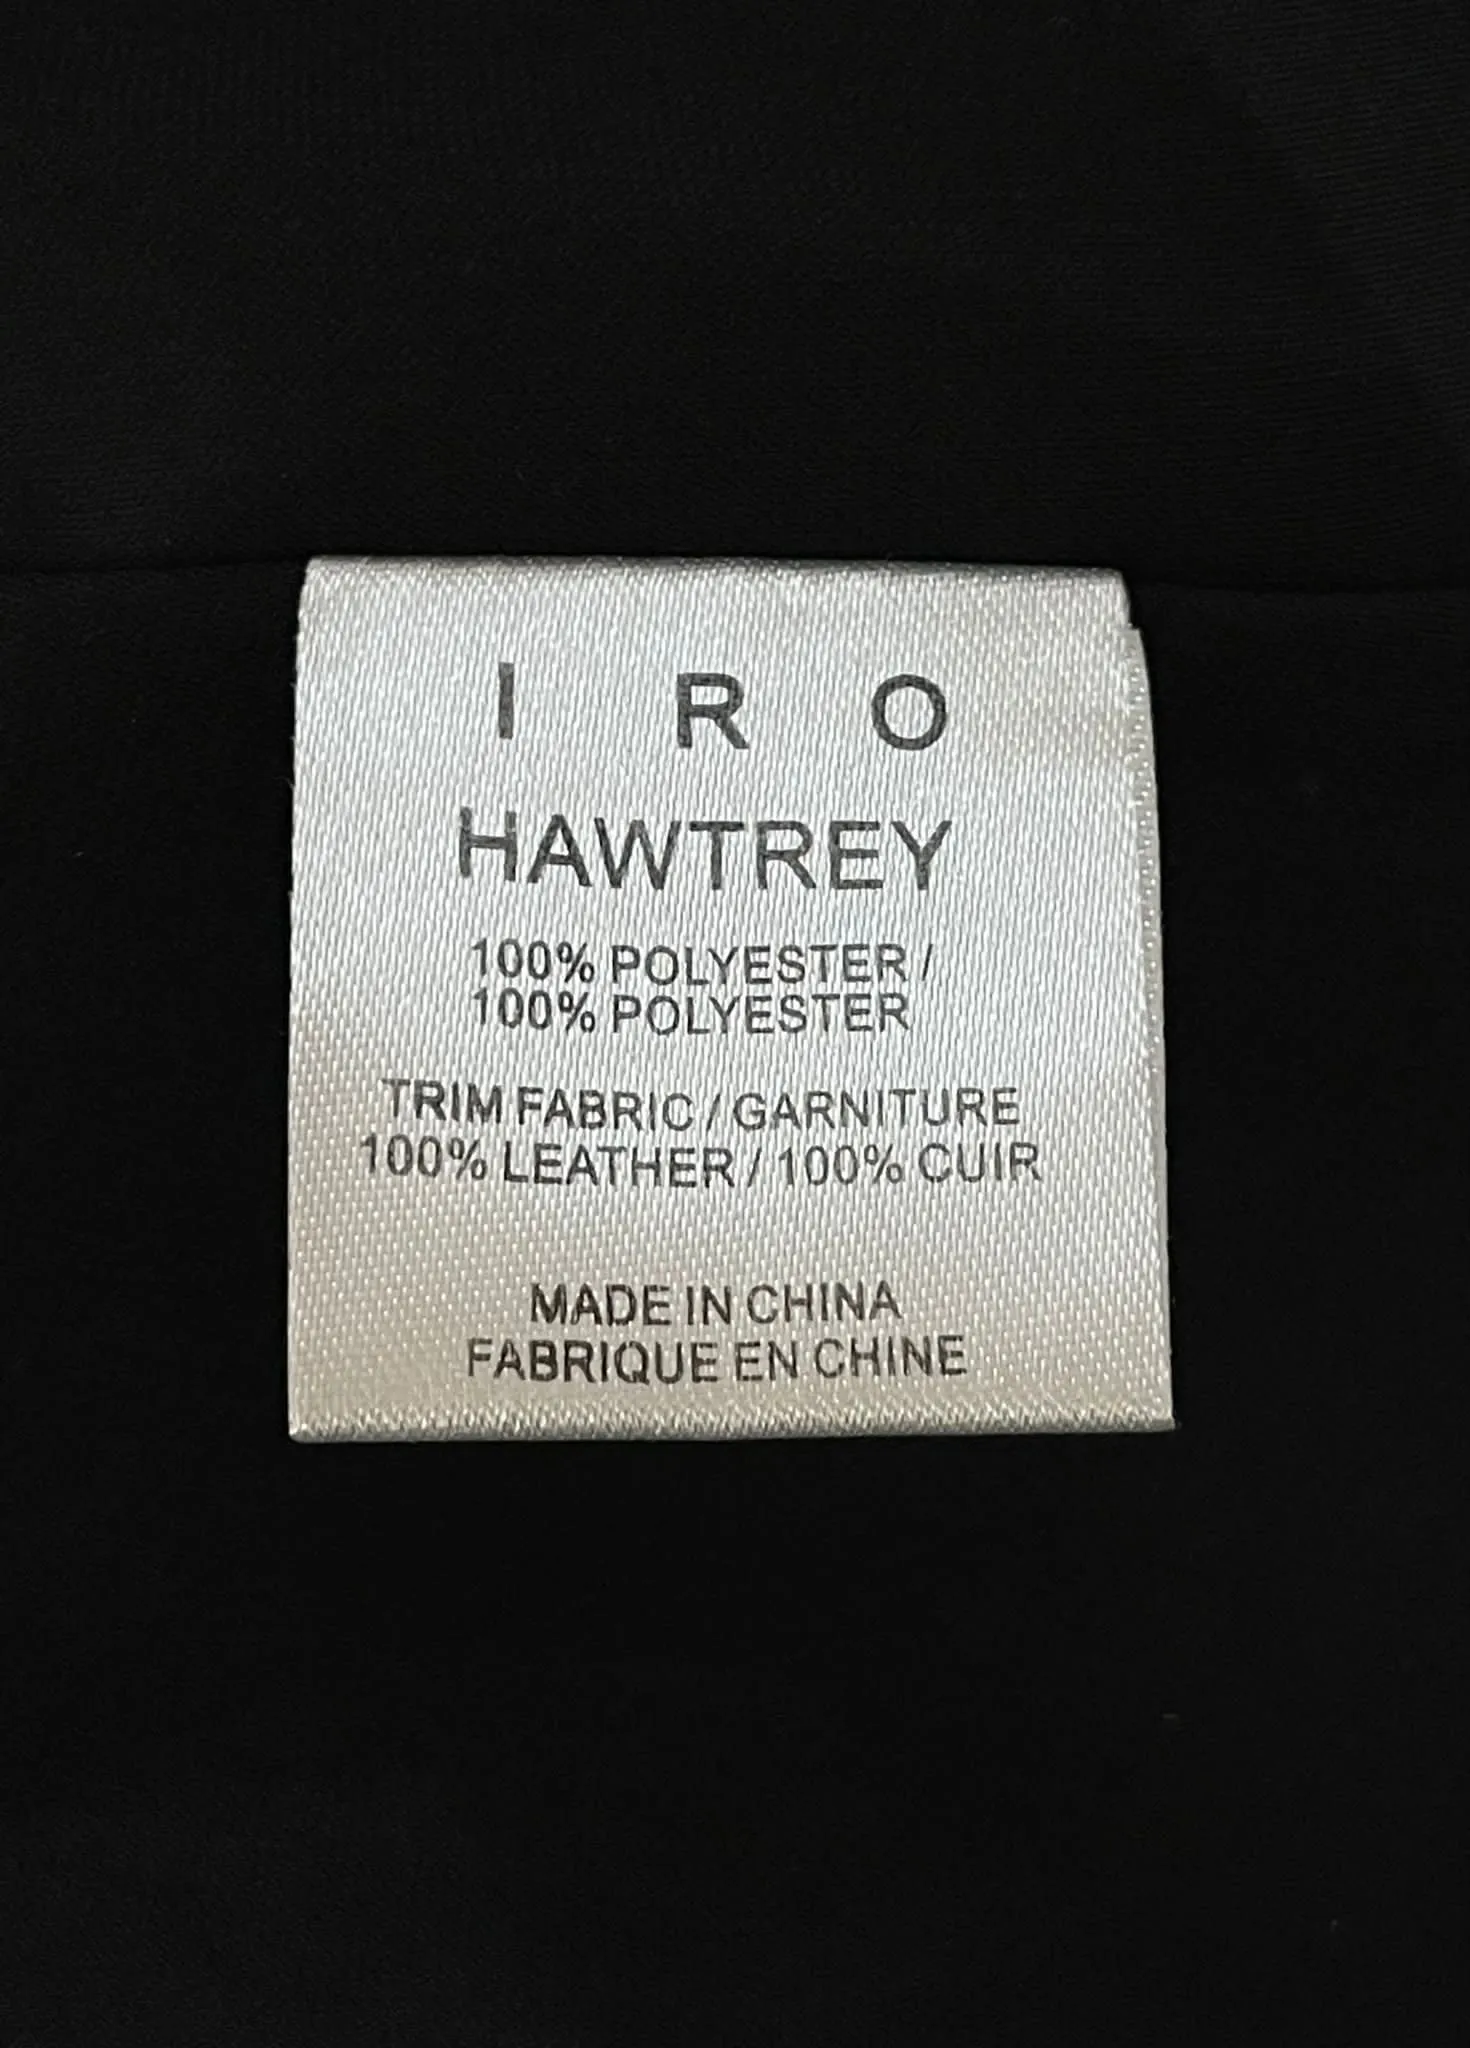 I R O
HAWTREY
100% POLYESTER /
100% POLYESTER
TRIM FABRIC / GARNITURE
100% LEATHER / 100% CUIR
MADE IN CHINA
FABRIQUE EN CHINE